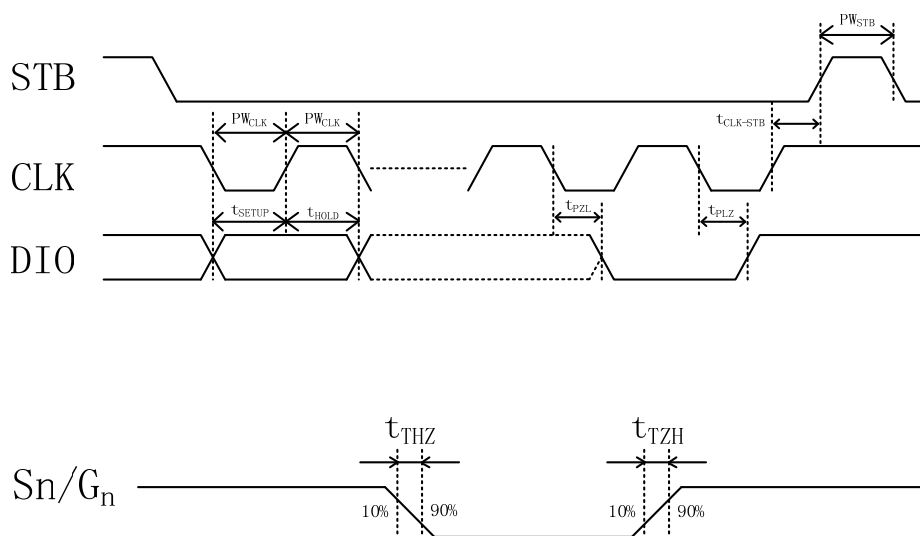 PW_STB
STB
t_CLK-STB
PW_CLK PW_CLK
CLK
t_SETUP t_HOLD t_PZL t_PLZ
DIO
t_THZ t_TZH
Sn/G_n
10% 90% 10% 90%